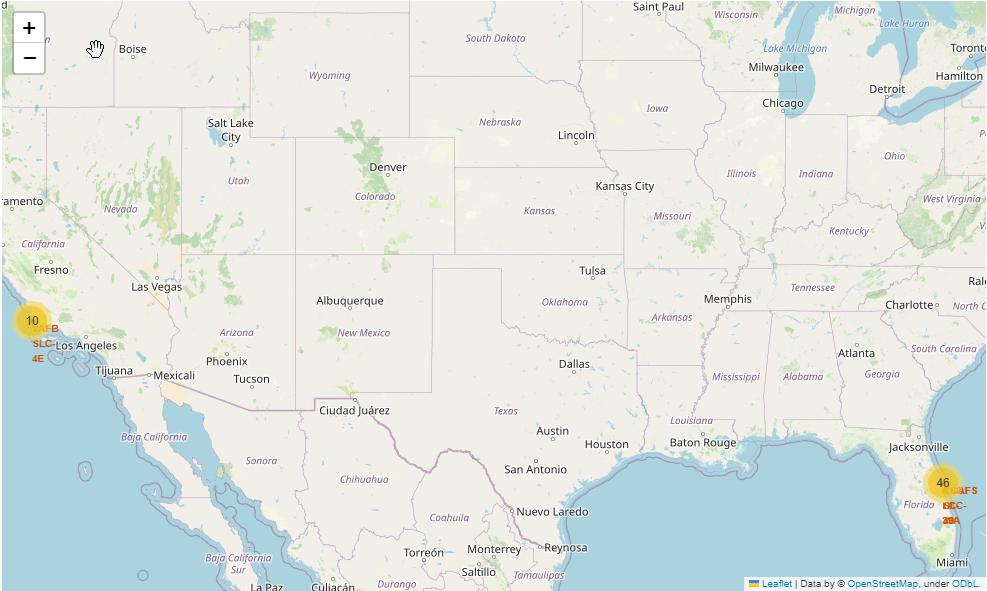 d
Saint Paul
Wisconsin
Michigan
Lake Huron
+
−
Boise
South Dakota
Lake Michigan
Toronto
Wyoming
Milwaukee
Hamilton
Detroit
Chicago
Iowa
Salt Lake
City
Nebraska
Lincoln
Ohio
Denver
Illinois
Indiana
Utah
Kansas City
Colorado
West Virginia
ramento
Nevada
Kansas
Missouri
Kentucky
California
Fresno
Las Vegas
Tulsa
Tennessee
Albuquerque
Oklahoma
Memphis
Charlotte
North C
10
Arizona
New Mexico
Arkansas
SLC-
4E
Los Angeles
Phoenix
Atlanta
South Carolina
Tijuana
Mexicali
Tucson
Dallas
Mississippi
Alabama
Georgia
Ciudad Juárez
Texas
Louisiana
Baja California
Austin
Houston
Baton Rouge
Jacksonville
Sonora
San Antonio
Chihuahua
46
Florida
Coahuila
Nuevo Laredo
Baja California
Sur
Torreón
Monterrey
Reynosa
Miami
Saltillo
Tamaulipas
La Paz
Culiacán
Durango
Leaflet | Data by © OpenStreetMap, under ODbL.